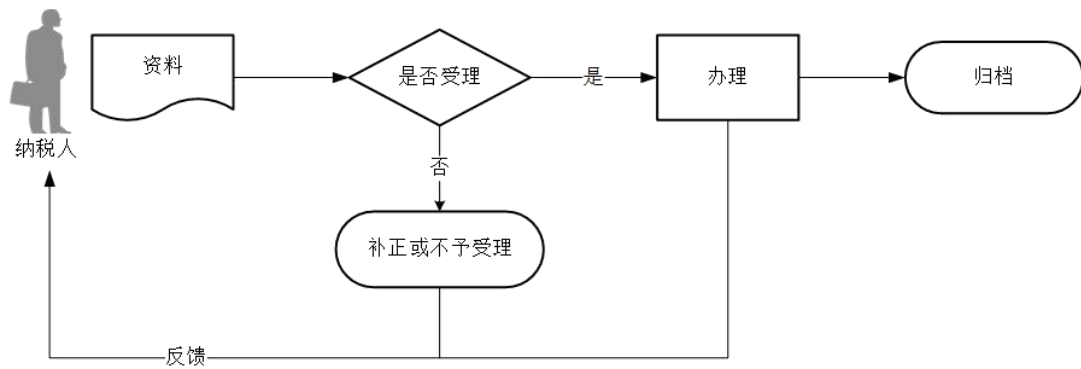 资料
是否受理
是
办理
归档
纳税人
否
补正或不予受理
反馈